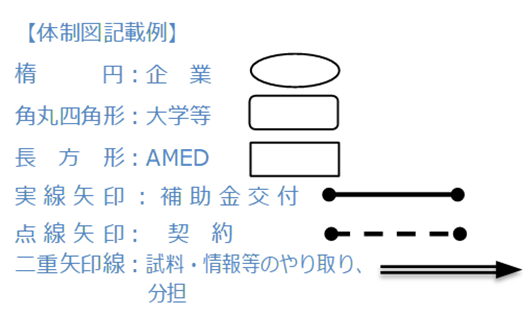 【体制図記載例】
楕　　　円：企　業
角丸四角形：大学等
長　方　形：AMED
実線矢印：補助金交付
点線矢印：　契　約
二重矢印線：試料・情報等のやり取り、
分担